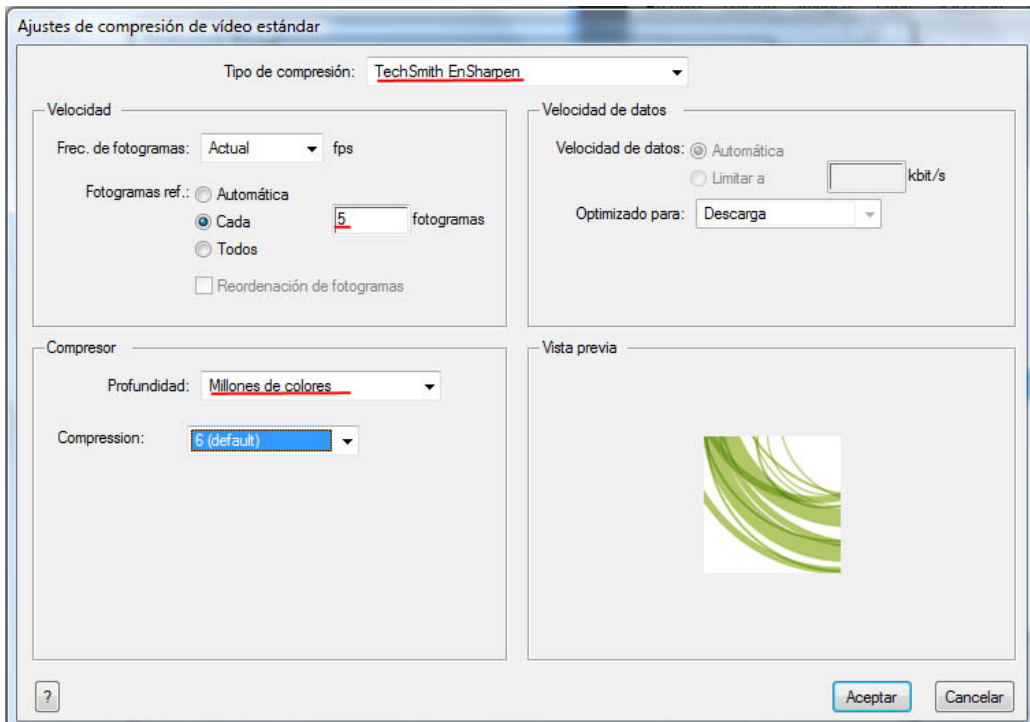 Ajustes de compresión de vídeo estándar
Tipo de compresión: TechSmith EnSharpen
Velocidad
Frec. de fotogramas: Actual fps
Fotogramas ref.: Automática
Cada 5 fotogramas
Todos
Reordenación de fotogramas
Velocidad de datos
Velocidad de datos: Automática
Limitar a kbit/s
Optimizado para: Descarga
Compresor
Profundidad: Millones de colores
Compression: 6 (default)
Vista previa
?
Aceptar Cancelar